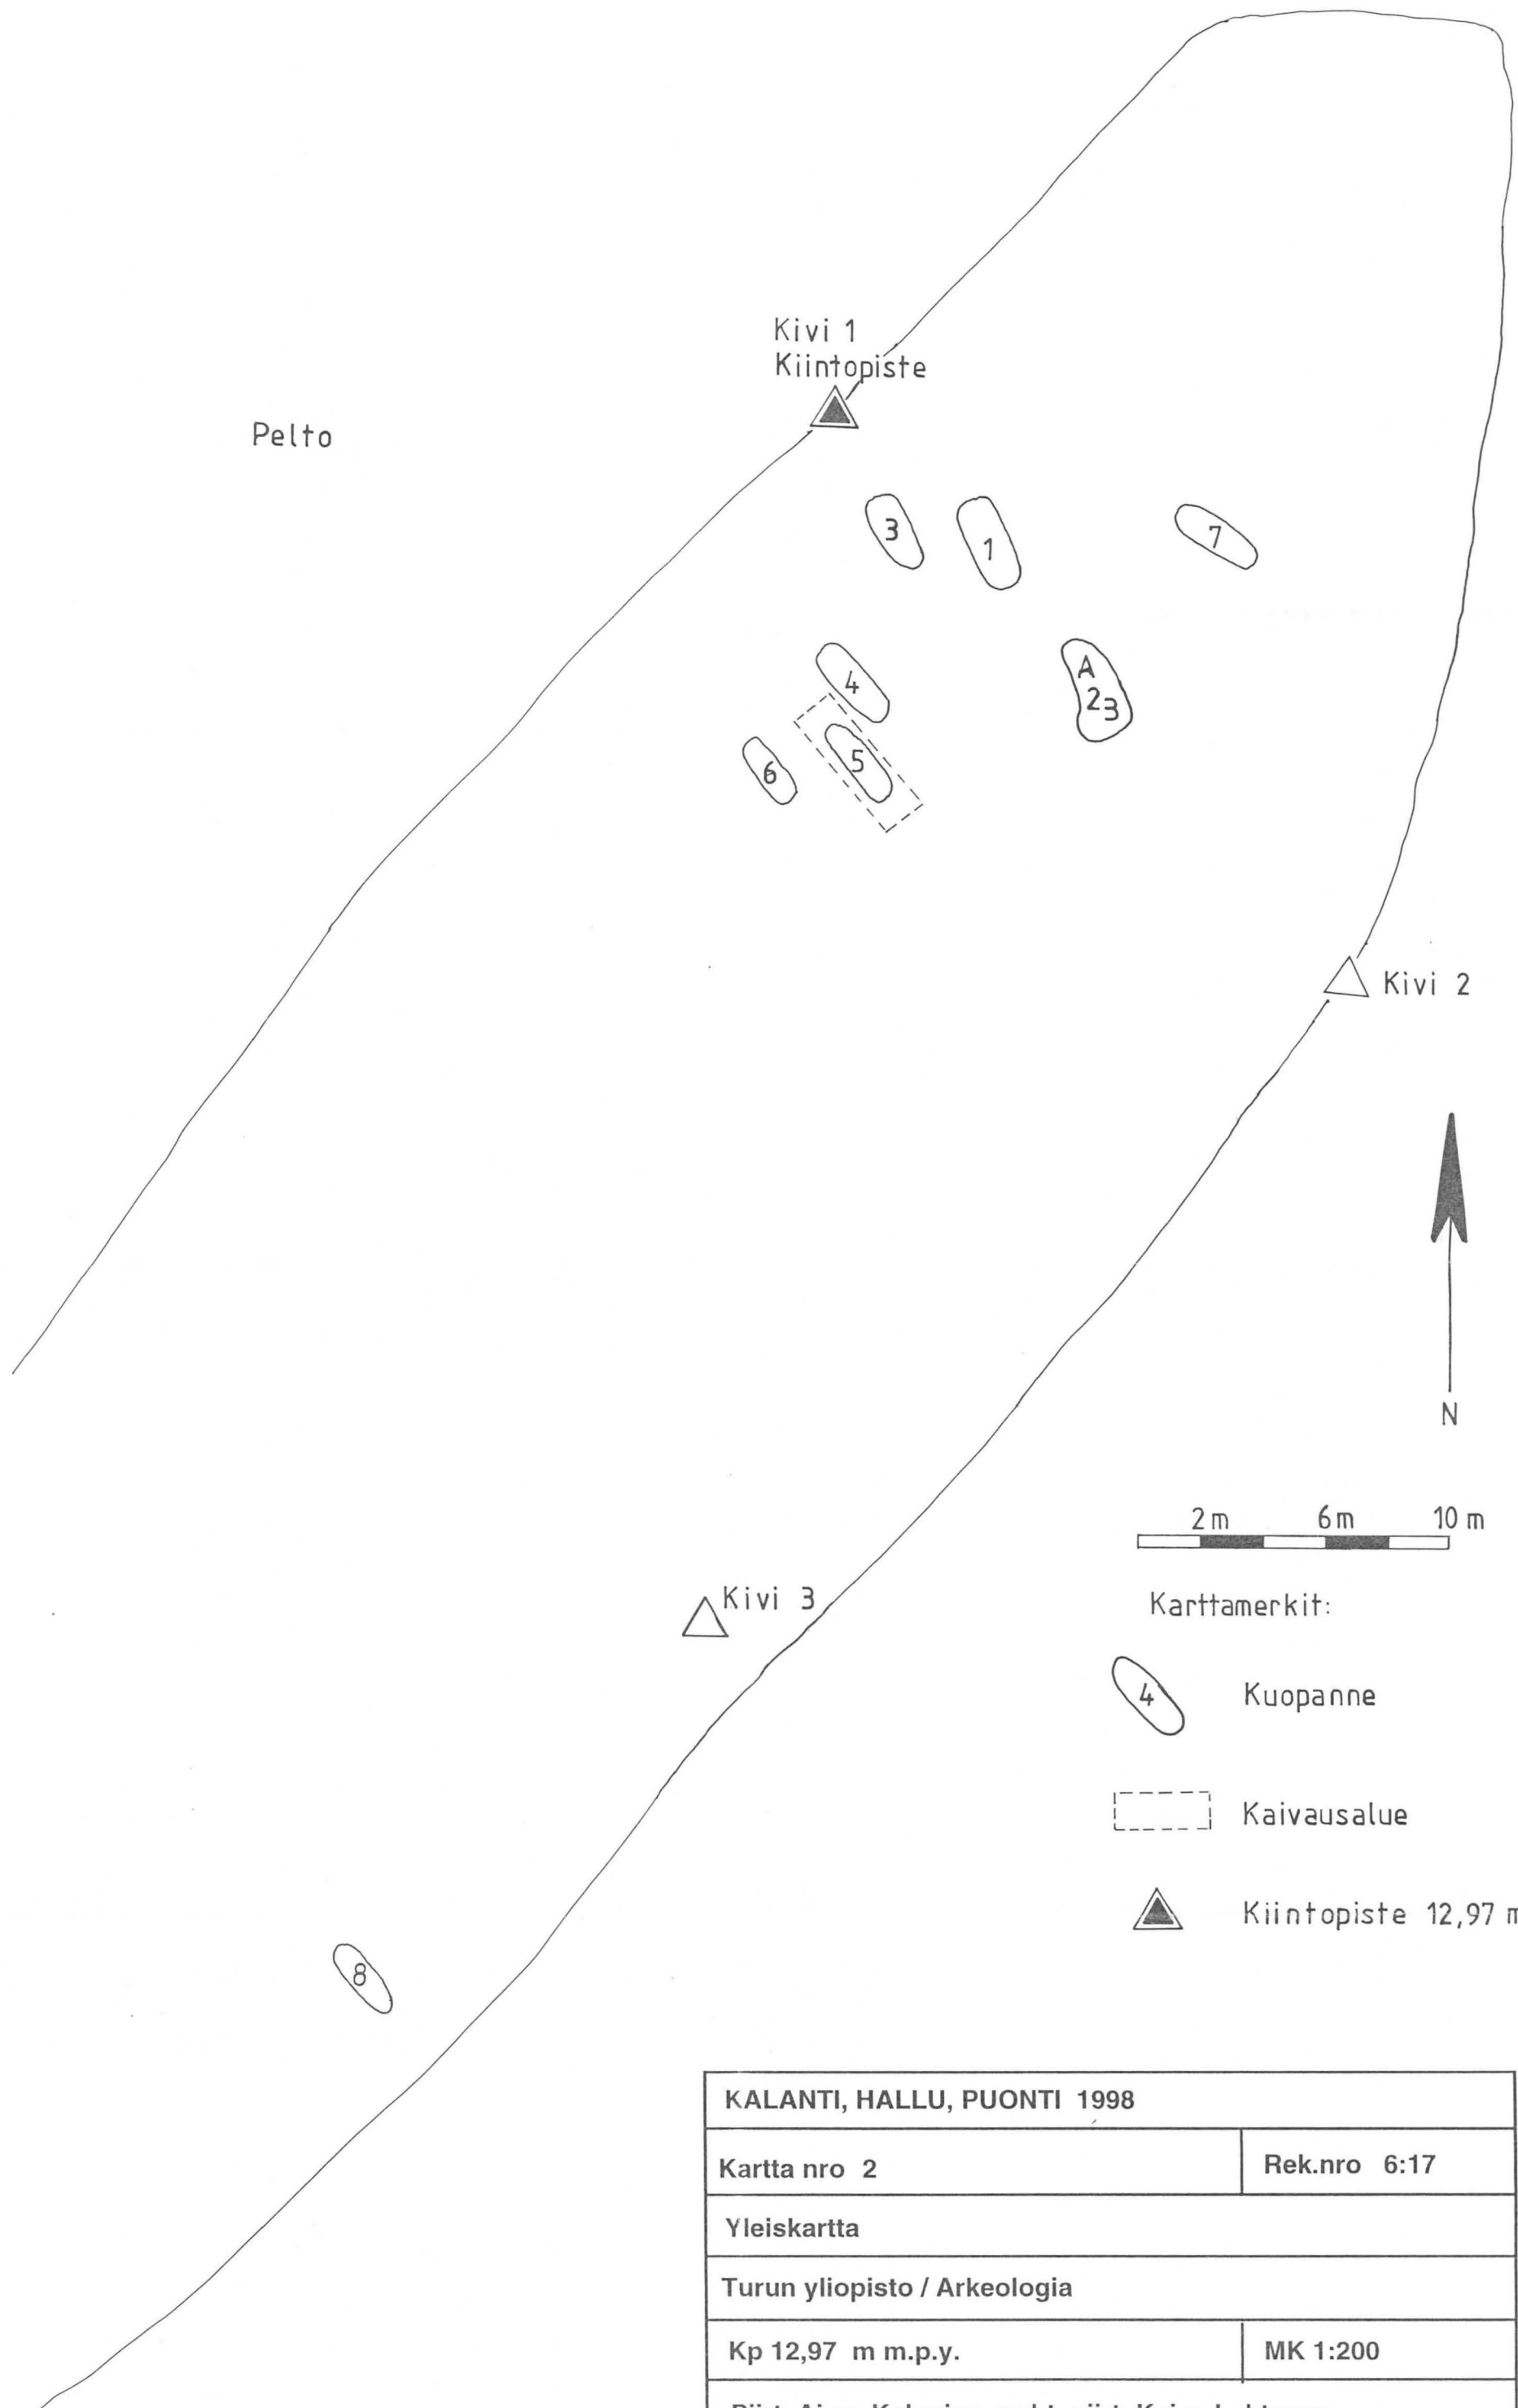 Kivi 1
Kiintopiste
Pelto
3
1
7
4
A
23
5
6
Kivi 2
N
2 m 6 m 10 m
Kivi 3
Karttamerkit:
4 Kuopanne
Kaivausalue
Kiintopiste 12,97 m
8
KALANTI, HALLU, PUONTI 1998
Kartta nro 2
Rek.nro 6:17
Yleiskartta
Turun yliopisto / Arkeologia
Kp 12,97 m m.p.y.
MK 1:200